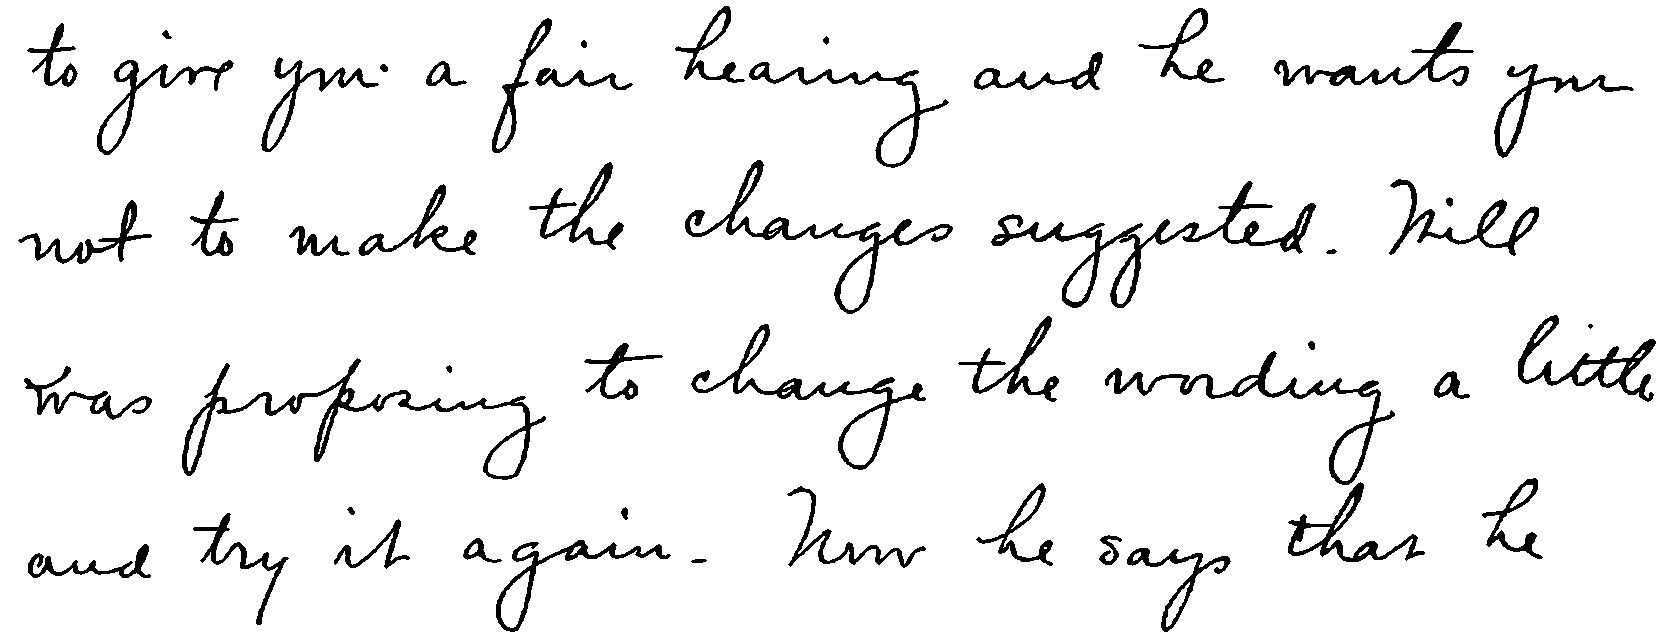 to give you a fair hearing and he wants you
not to make the changes suggested. Will
was proposing to change the wording a little
and try it again. Now he says that he